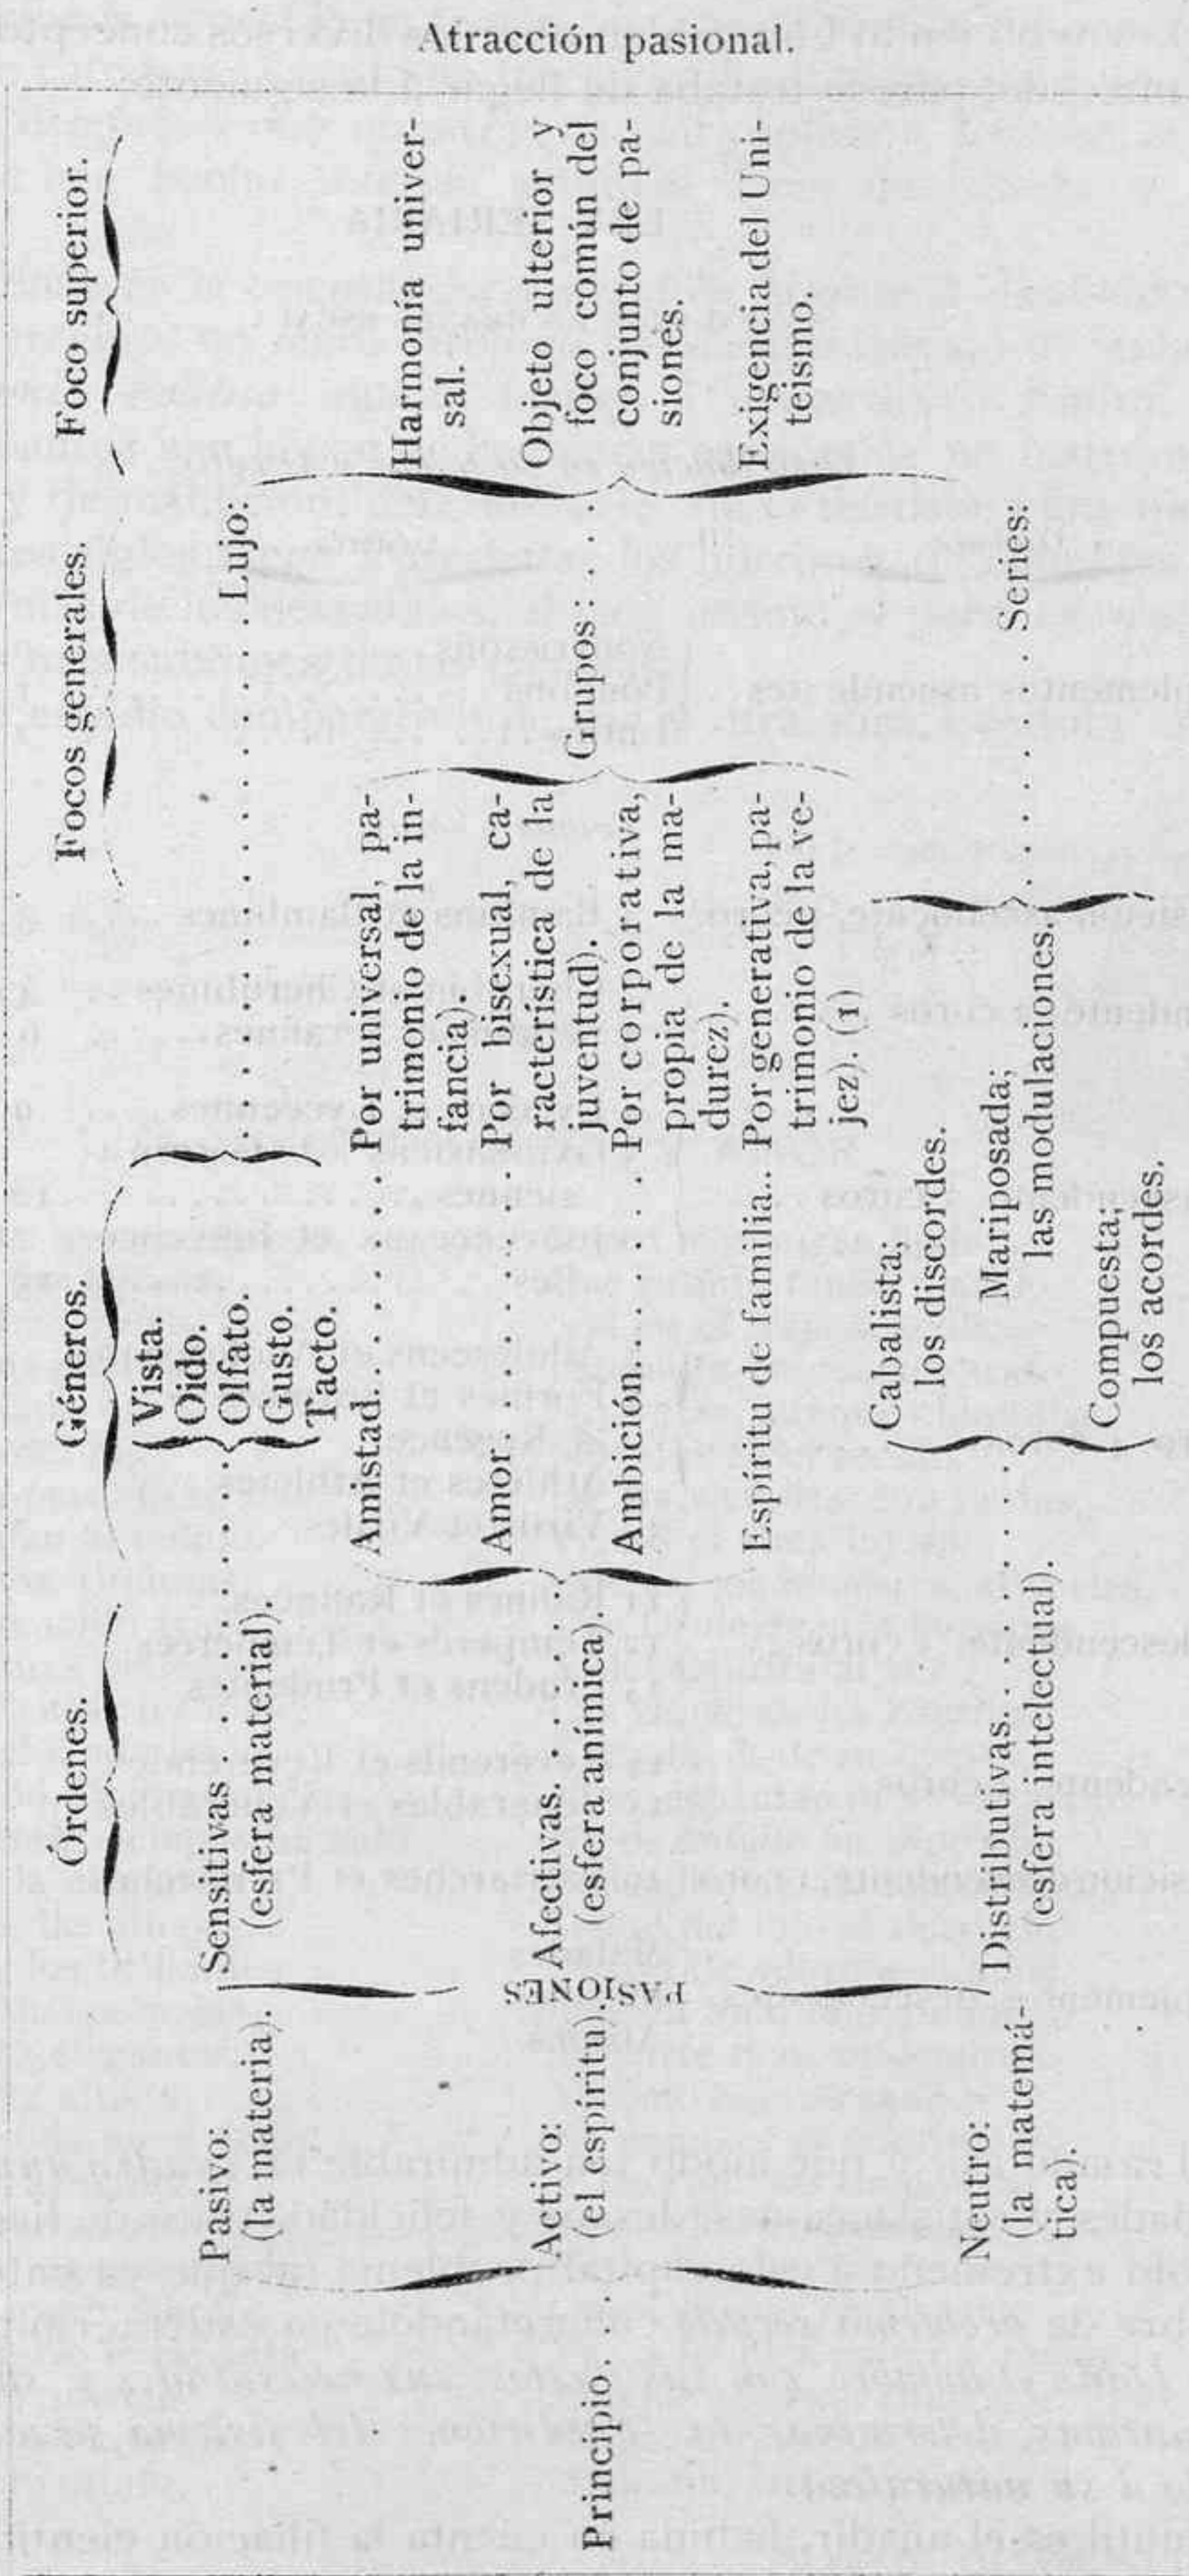 Atracción pasional.
Órdenes.
Géneros.
Focos generales.
Foco superior.
Principio . . . .
Pasivo:
(la materia).
Activo:
(el espíritu)
Neutro:
(la matemá-
tica).
PASIONES
Sensitivas . . . . . . . .
(esfera material).
Vista.
Oido.
Olfato.
Gusto.
Tacto.
. . . . . . . . . . . . . . . . Lujo:
Afectivas. . . . .
(esfera anímica).
Amistad. . . . . . . . . . Por universal, pa-
trimonio de la in-
fancia).
Amor . . . . . . . . . . . Por bisexual, ca-
racterística de la
juventud).
Ambición. . . . . . . . Por corporativa,
propia de la ma-
durez).
Espíritu de familia.. Por generativa, pa-
trimonio de la ve-
jez). (1)
Grupos: . . .
Distributivas. . . . . . .
(esfera intelectual).
Cabalista;
los discordes.
Mariposada;
las modulaciones.
Compuesta;
los acordes.
. . . . . . . Series:
Harmonía univer-
sal.
Objeto ulterior y
foco común del
conjunto de pa-
siones.
Exigencia del Uni-
teismo.